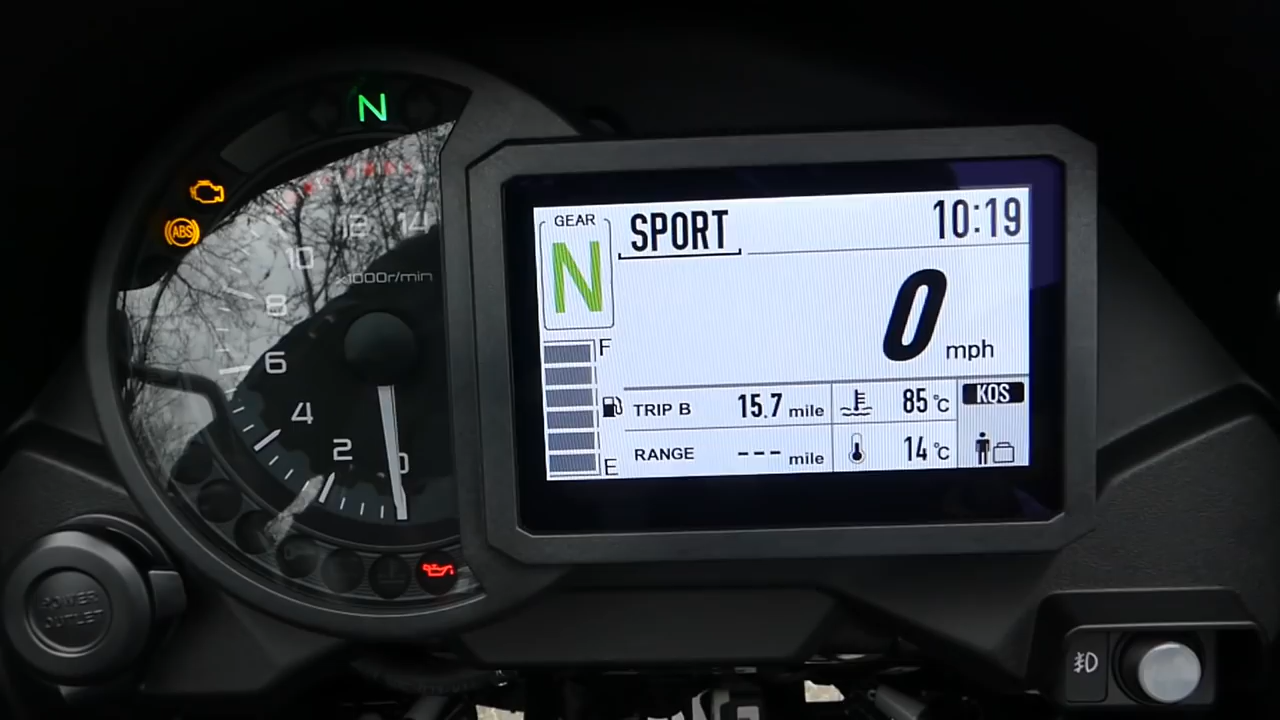 N
ABS
14
12
10
x1000r/min
8
6
4
2
0
POWER
OUTLET
GEAR
N
SPORT
10:19
0
mph
F
E
TRIP B 15.7 mile
85 °C
KOS
RANGE --- mile
14 °C